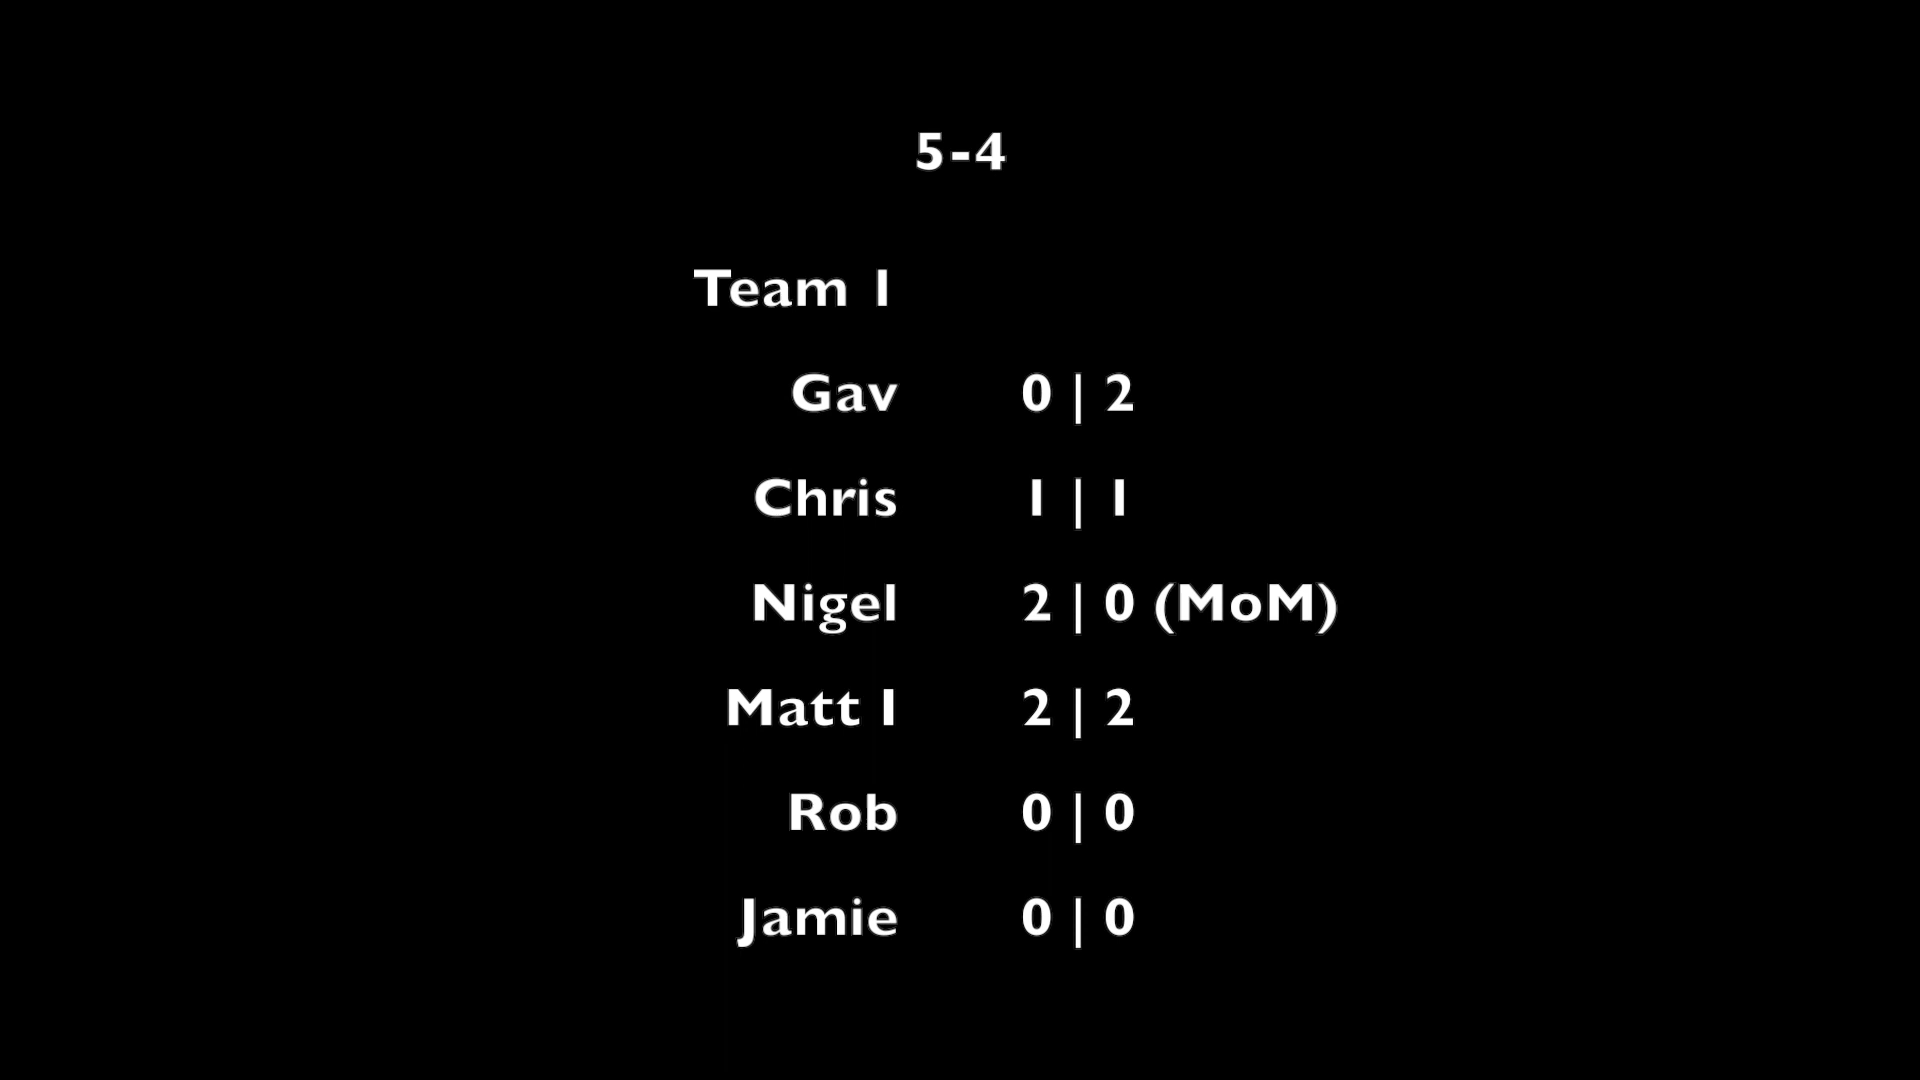 5-4
Team 1
Gav 0 | 2
Chris 1 | 1
Nigel 2 | 0 (MoM)
Matt I 2 | 2
Rob 0 | 0
Jamie 0 | 0